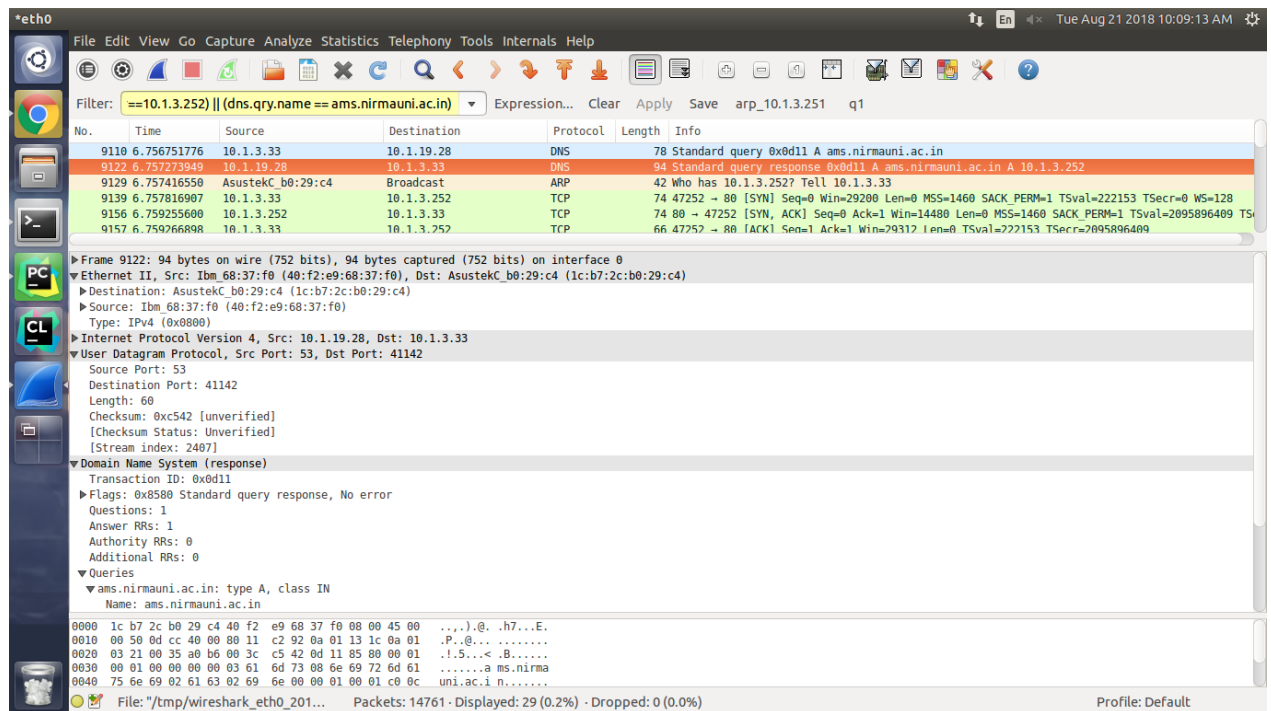 *eth0
En
Tue Aug 21 2018 10:09:13 AM
File Edit View Go Capture Analyze Statistics Telephony Tools Internals Help
Filter: ==10.1.3.252) || (dns.qry.name == ams.nirmauni.ac.in) Expression... Clear Apply Save arp_10.1.3.251 q1
No. Time Source Destination Protocol Length Info
9110 6.756751776 10.1.3.33 10.1.19.28 DNS 78 Standard query 0x0d11 A ams.nirmauni.ac.in
9122 6.757273949 10.1.19.28 10.1.3.33 DNS 94 Standard query response 0x0d11 A ams.nirmauni.ac.in A 10.1.3.252
9129 6.757416550 AsustekC_b0:29:c4 Broadcast ARP 42 Who has 10.1.3.252? Tell 10.1.3.33
9139 6.757816907 10.1.3.33 10.1.3.252 TCP 74 47252 → 80 [SYN] Seq=0 Win=29200 Len=0 MSS=1460 SACK_PERM=1 TSval=222153 TSecr=0 WS=128
9156 6.759255600 10.1.3.252 10.1.3.33 TCP 74 80 → 47252 [SYN, ACK] Seq=0 Ack=1 Win=14480 Len=0 MSS=1460 SACK_PERM=1 TSval=2095896409 TS
9157 6.759266898 10.1.3.33 10.1.3.252 TCP 66 47252 → 80 [ACK] Seq=1 Ack=1 Win=29312 Len=0 TSval=222153 TSecr=2095896409
Frame 9122: 94 bytes on wire (752 bits), 94 bytes captured (752 bits) on interface 0
Ethernet II, Src: Ibm_68:37:f0 (40:f2:e9:68:37:f0), Dst: AsustekC_b0:29:c4 (1c:b7:2c:b0:29:c4)
Destination: AsustekC_b0:29:c4 (1c:b7:2c:b0:29:c4)
Source: Ibm_68:37:f0 (40:f2:e9:68:37:f0)
Type: IPv4 (0x0800)
Internet Protocol Version 4, Src: 10.1.19.28, Dst: 10.1.3.33
User Datagram Protocol, Src Port: 53, Dst Port: 41142
Source Port: 53
Destination Port: 41142
Length: 60
Checksum: 0xc542 [unverified]
[Checksum Status: Unverified]
[Stream index: 2407]
Domain Name System (response)
Transaction ID: 0x0d11
Flags: 0x8580 Standard query response, No error
Questions: 1
Answer RRs: 1
Authority RRs: 0
Additional RRs: 0
Queries
ams.nirmauni.ac.in: type A, class IN
Name: ams.nirmauni.ac.in
0000 1c b7 2c b0 29 c4 40 f2 e9 68 37 f0 08 00 45 00 ..,.).@. .h7...E.
0010 00 50 0d cc 40 00 80 11 c2 92 0a 01 13 1c 0a 01 .P..@... ........
0020 03 21 00 35 a0 b6 00 3c c5 42 0d 11 85 80 00 01 .!.5...< .B......
0030 00 01 00 00 00 00 03 61 6d 73 08 6e 69 72 6d 61 .......a ms.nirma
0040 75 6e 69 02 61 63 02 69 6e 00 00 01 00 01 c0 0c uni.ac.i n.......
File: "/tmp/wireshark_eth0_201... Packets: 14761 · Displayed: 29 (0.2%) · Dropped: 0 (0.0%) Profile: Default
PC
CL